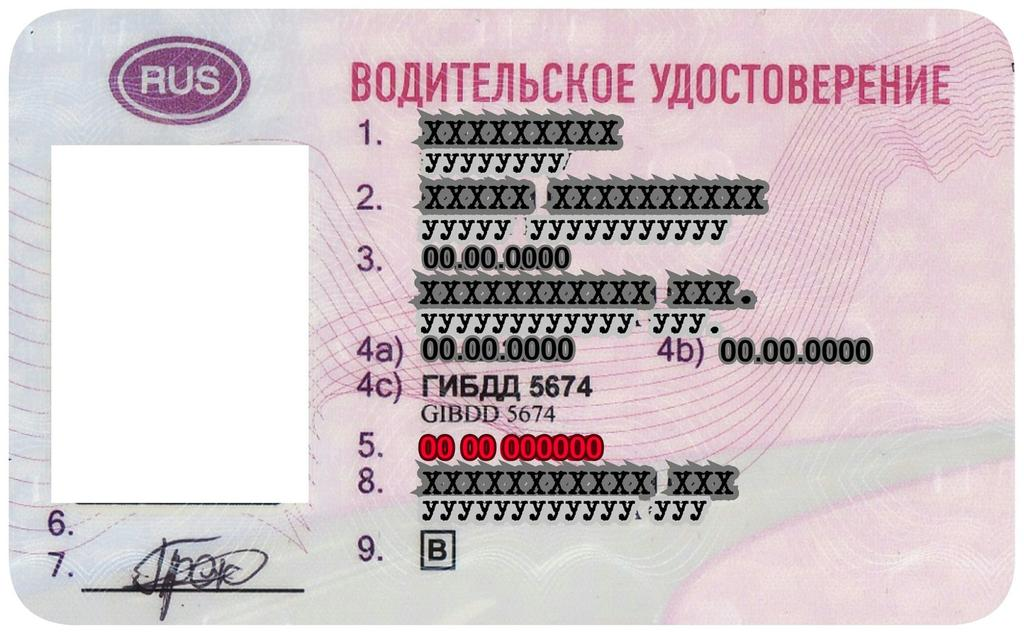 RUS
ВОДИТЕЛЬСКОЕ УДОСТОВЕРЕНИЕ
1. XXXXXXXXX
yyyyyyyy
2. XXXXX XXXXXXXXXX
yyyyy yyyyyyyyyyy
3. 00.00.0000
XXXXXXXXXXX XXX.
yyyyyyyyyyyy yyy.
4a) 00.00.0000 4b) 00.00.0000
4c) ГИБДД 5674
GIBDD 5674
5. 00 00 000000
8. XXXXXXXXXXX XXX
yyyyyyyyyyyy yyy
6.
7.
9. B